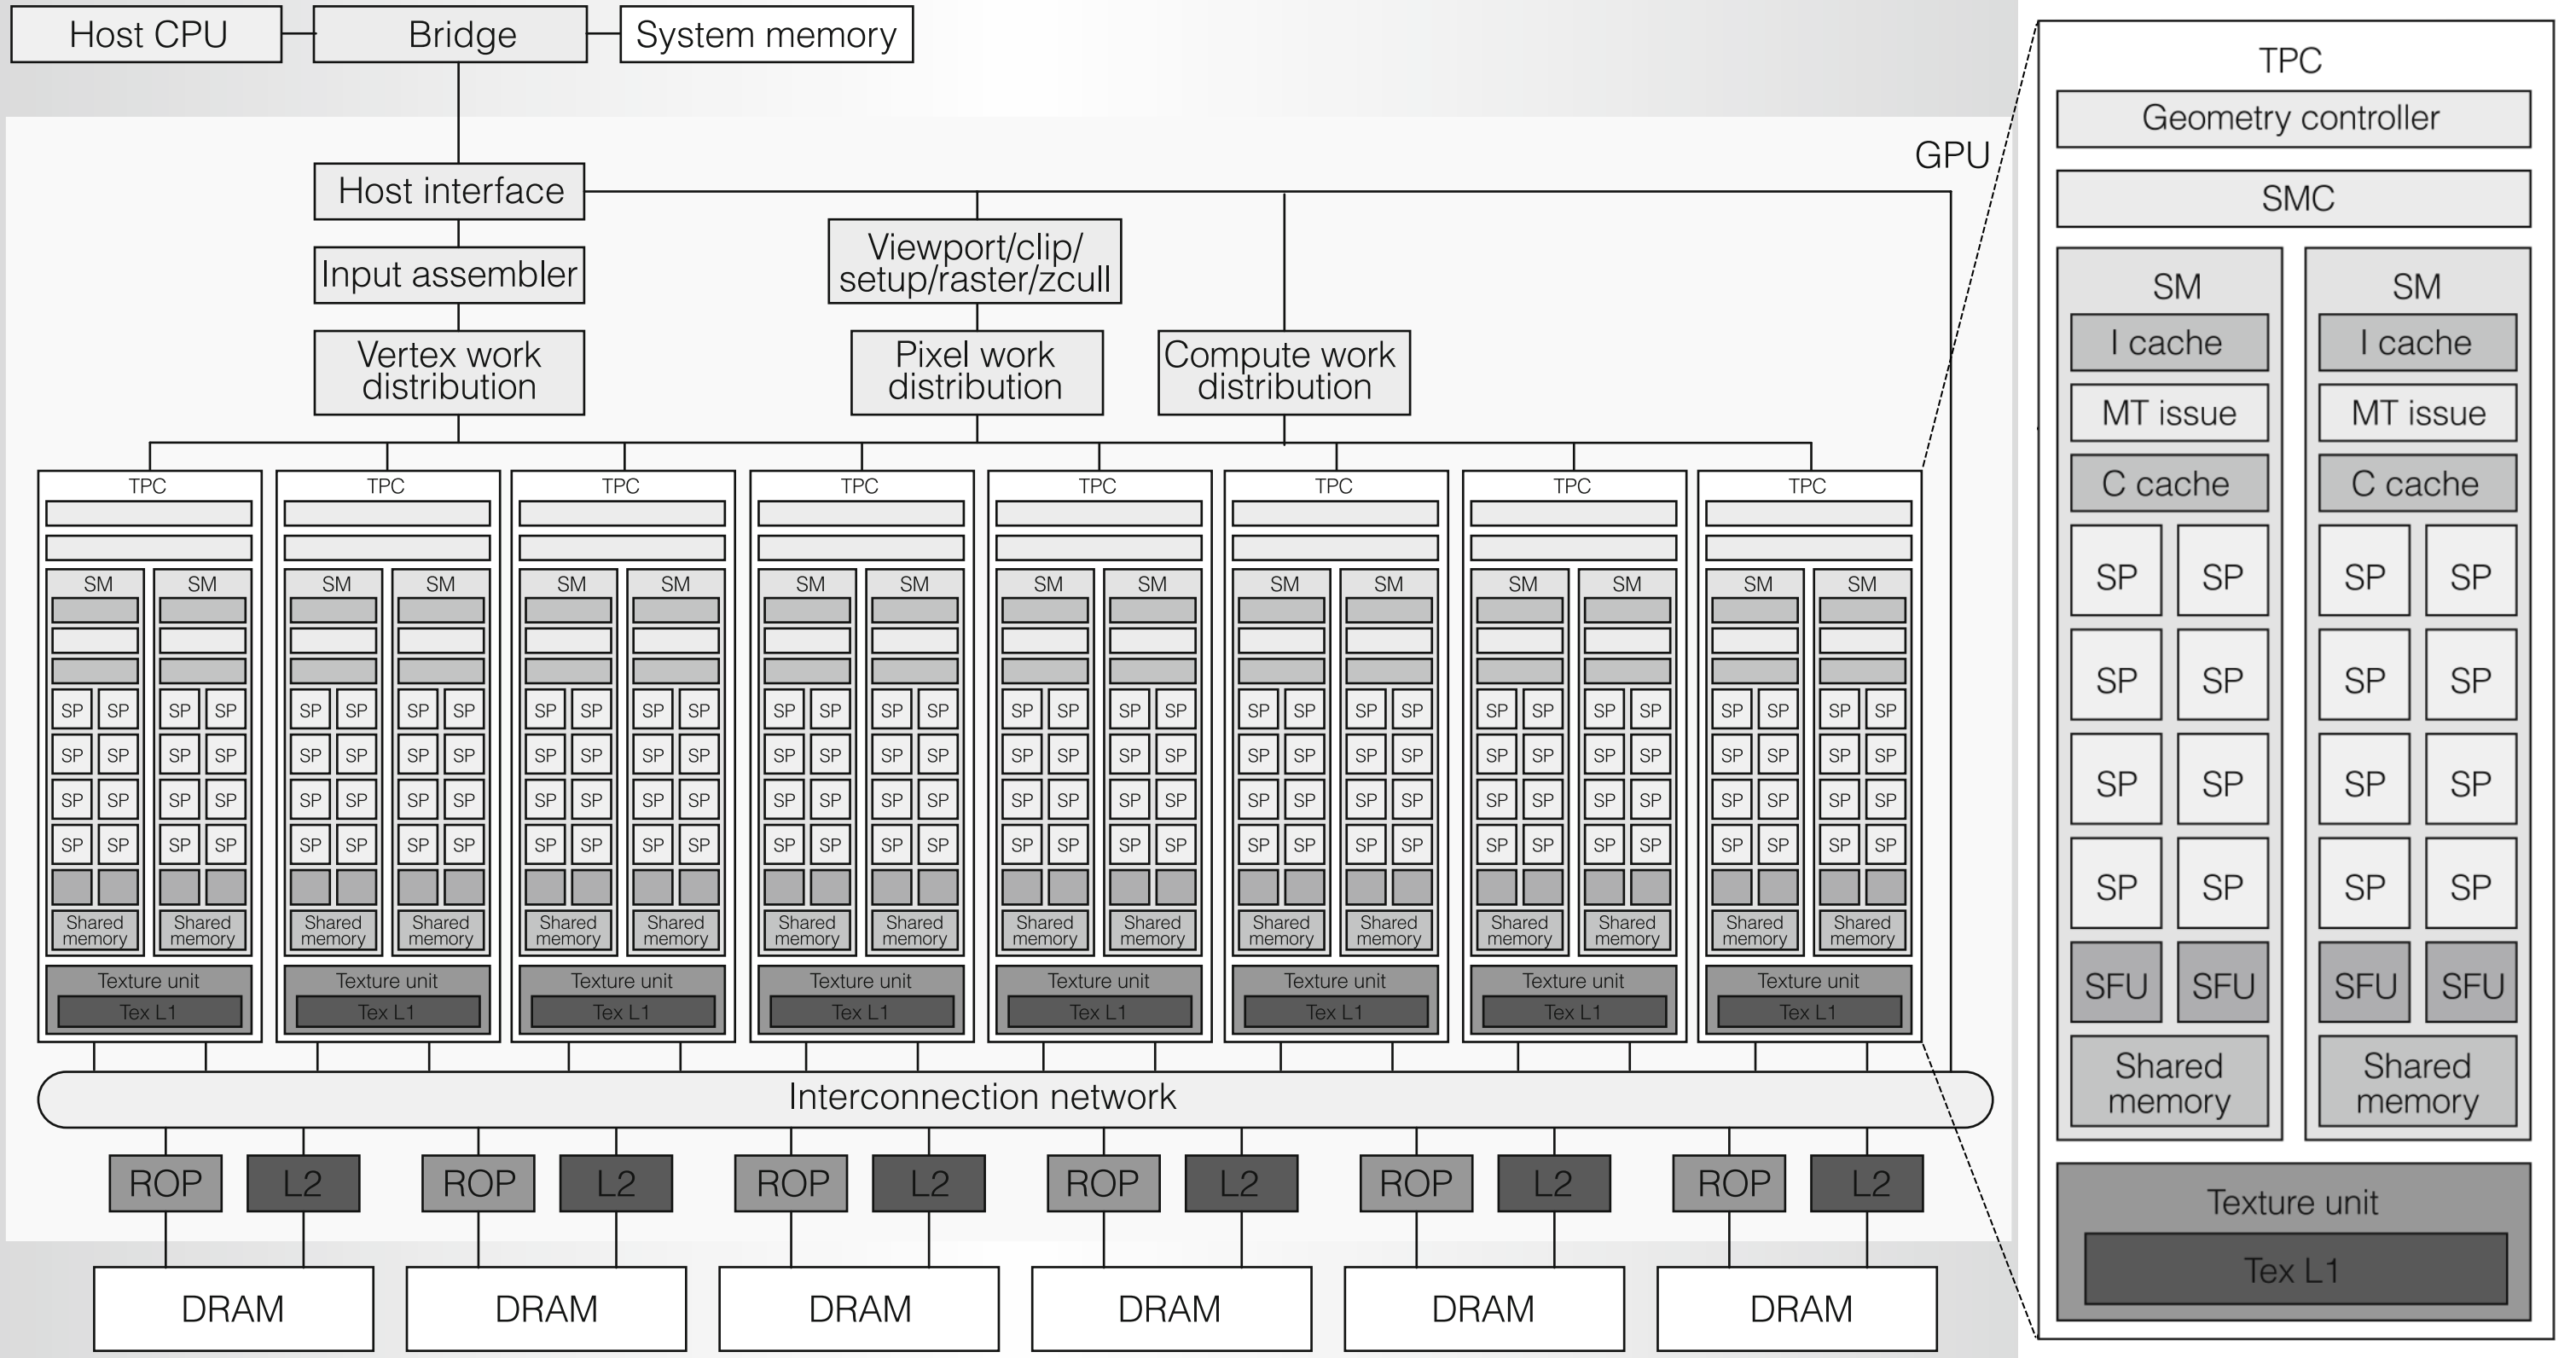 Host CPU
Bridge
System memory
GPU
Host interface
Input assembler
Vertex work
distribution
Viewport/clip/
setup/raster/zcull
Pixel work
distribution
Compute work
distribution
TPC TPC TPC TPC TPC TPC TPC TPC
SM SM SM SM SM SM SM SM SM SM SM SM SM SM SM SM
SP SP SP SP SP SP SP SP SP SP SP SP SP SP SP SP SP SP SP SP SP SP SP SP SP SP SP SP SP SP SP SP
SP SP SP SP SP SP SP SP SP SP SP SP SP SP SP SP SP SP SP SP SP SP SP SP SP SP SP SP SP SP SP SP
SP SP SP SP SP SP SP SP SP SP SP SP SP SP SP SP SP SP SP SP SP SP SP SP SP SP SP SP SP SP SP SP
SP SP SP SP SP SP SP SP SP SP SP SP SP SP SP SP SP SP SP SP SP SP SP SP SP SP SP SP SP SP SP SP
Shared Shared Shared Shared Shared Shared Shared Shared Shared Shared Shared Shared Shared Shared Shared Shared
memory memory memory memory memory memory memory memory memory memory memory memory memory memory memory memory
Texture unit Texture unit Texture unit Texture unit Texture unit Texture unit Texture unit Texture unit
Tex L1 Tex L1 Tex L1 Tex L1 Tex L1 Tex L1 Tex L1 Tex L1
Interconnection network
ROP L2 ROP L2 ROP L2 ROP L2 ROP L2 ROP L2
DRAM DRAM DRAM DRAM DRAM DRAM
TPC
Geometry controller
SMC
SM SM
I cache I cache
MT issue MT issue
C cache C cache
SP SP SP SP
SP SP SP SP
SP SP SP SP
SP SP SP SP
SFU SFU SFU SFU
Shared Shared
memory memory
Texture unit
Tex L1